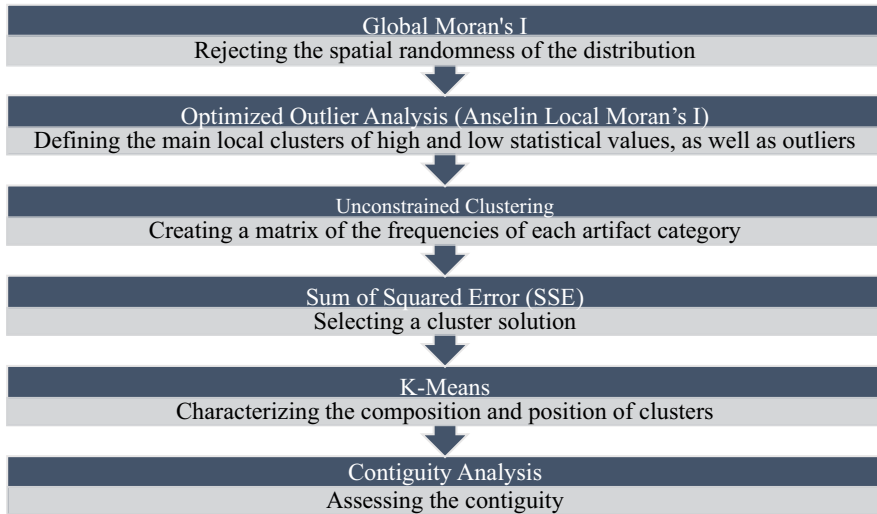 Global Moran's I
Rejecting the spatial randomness of the distribution
Optimized Outlier Analysis (Anselin Local Moran’s I)
Defining the main local clusters of high and low statistical values, as well as outliers
Unconstrained Clustering
Creating a matrix of the frequencies of each artifact category
Sum of Squared Error (SSE)
Selecting a cluster solution
K-Means
Characterizing the composition and position of clusters
Contiguity Analysis
Assessing the contiguity